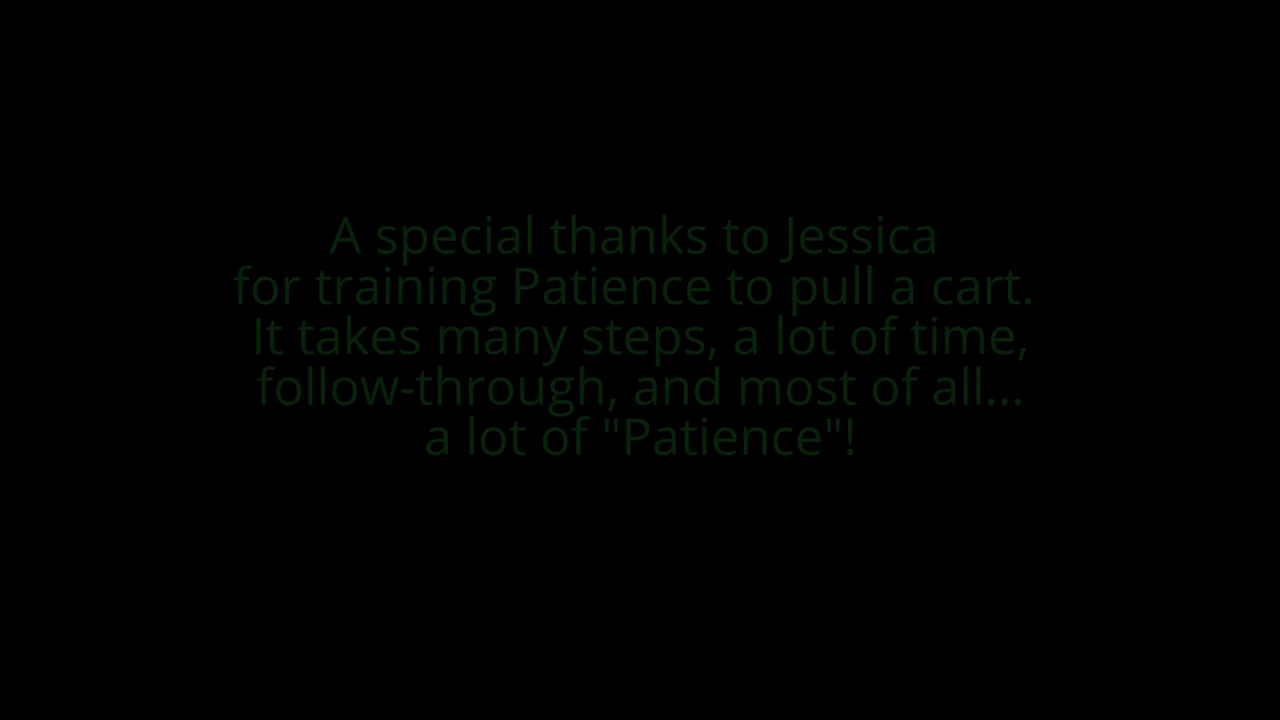 A special thanks to Jessica
for training Patience to pull a cart.
It takes many steps, a lot of time,
follow-through, and most of all...
a lot of "Patience"!